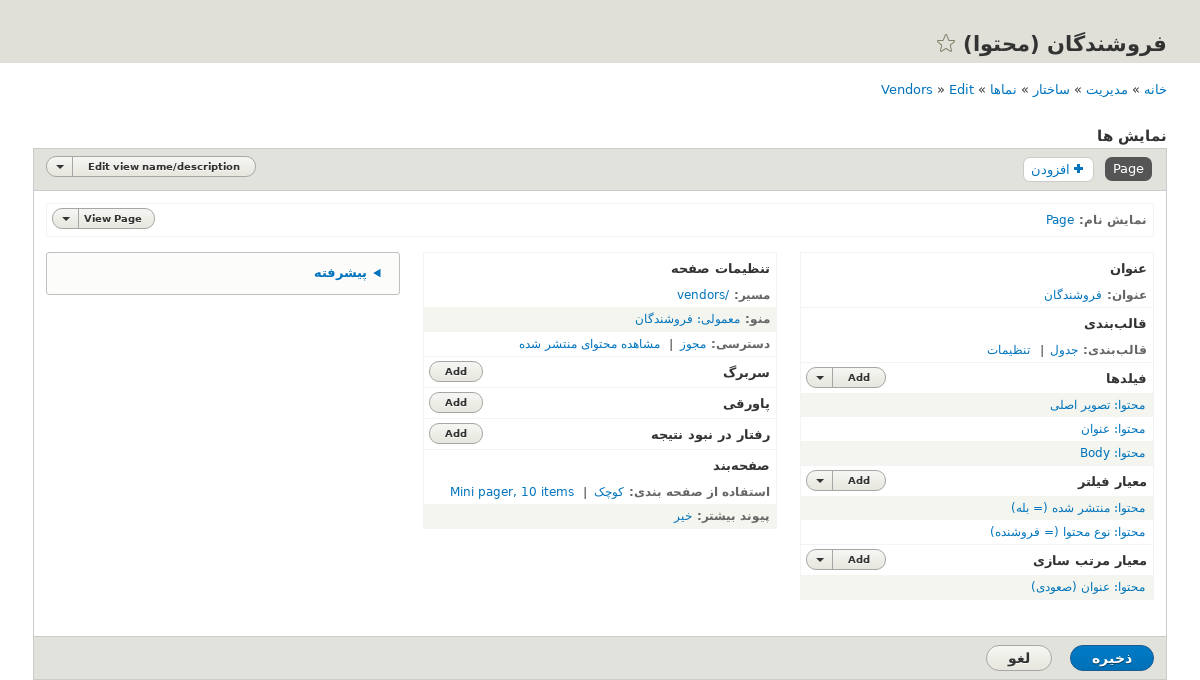 فروشندگان (محتوا)
خانه » مدیریت » ساختار » نماها » Edit » Vendors
نمایش ها
Page
افزودن
Edit view name/description
نمایش نام: Page
View Page
عنوان
عنوان: فروشندگان
قالب‌بندی
قالب‌بندی: جدول | تنظیمات
فیلدها
Add
محتوا: تصویر اصلی
محتوا: عنوان
محتوا: Body
معیار فیلتر
Add
محتوا: منتشر شده (= بله)
محتوا: نوع محتوا (= فروشنده)
معیار مرتب سازی
Add
محتوا: عنوان (صعودی)
تنظیمات صفحه
مسیر: /vendors
منو: معمولی: فروشندگان
دسترسی: مجوز | مشاهده محتوای منتشر شده
سربرگ
Add
پاورقی
Add
رفتار در نبود نتیجه
Add
صفحه‌بند
استفاده از صفحه بندی: کوچک | Mini pager, 10 items
پیوند بیشتر: خیر
پیشرفته
ذخیره
لغو